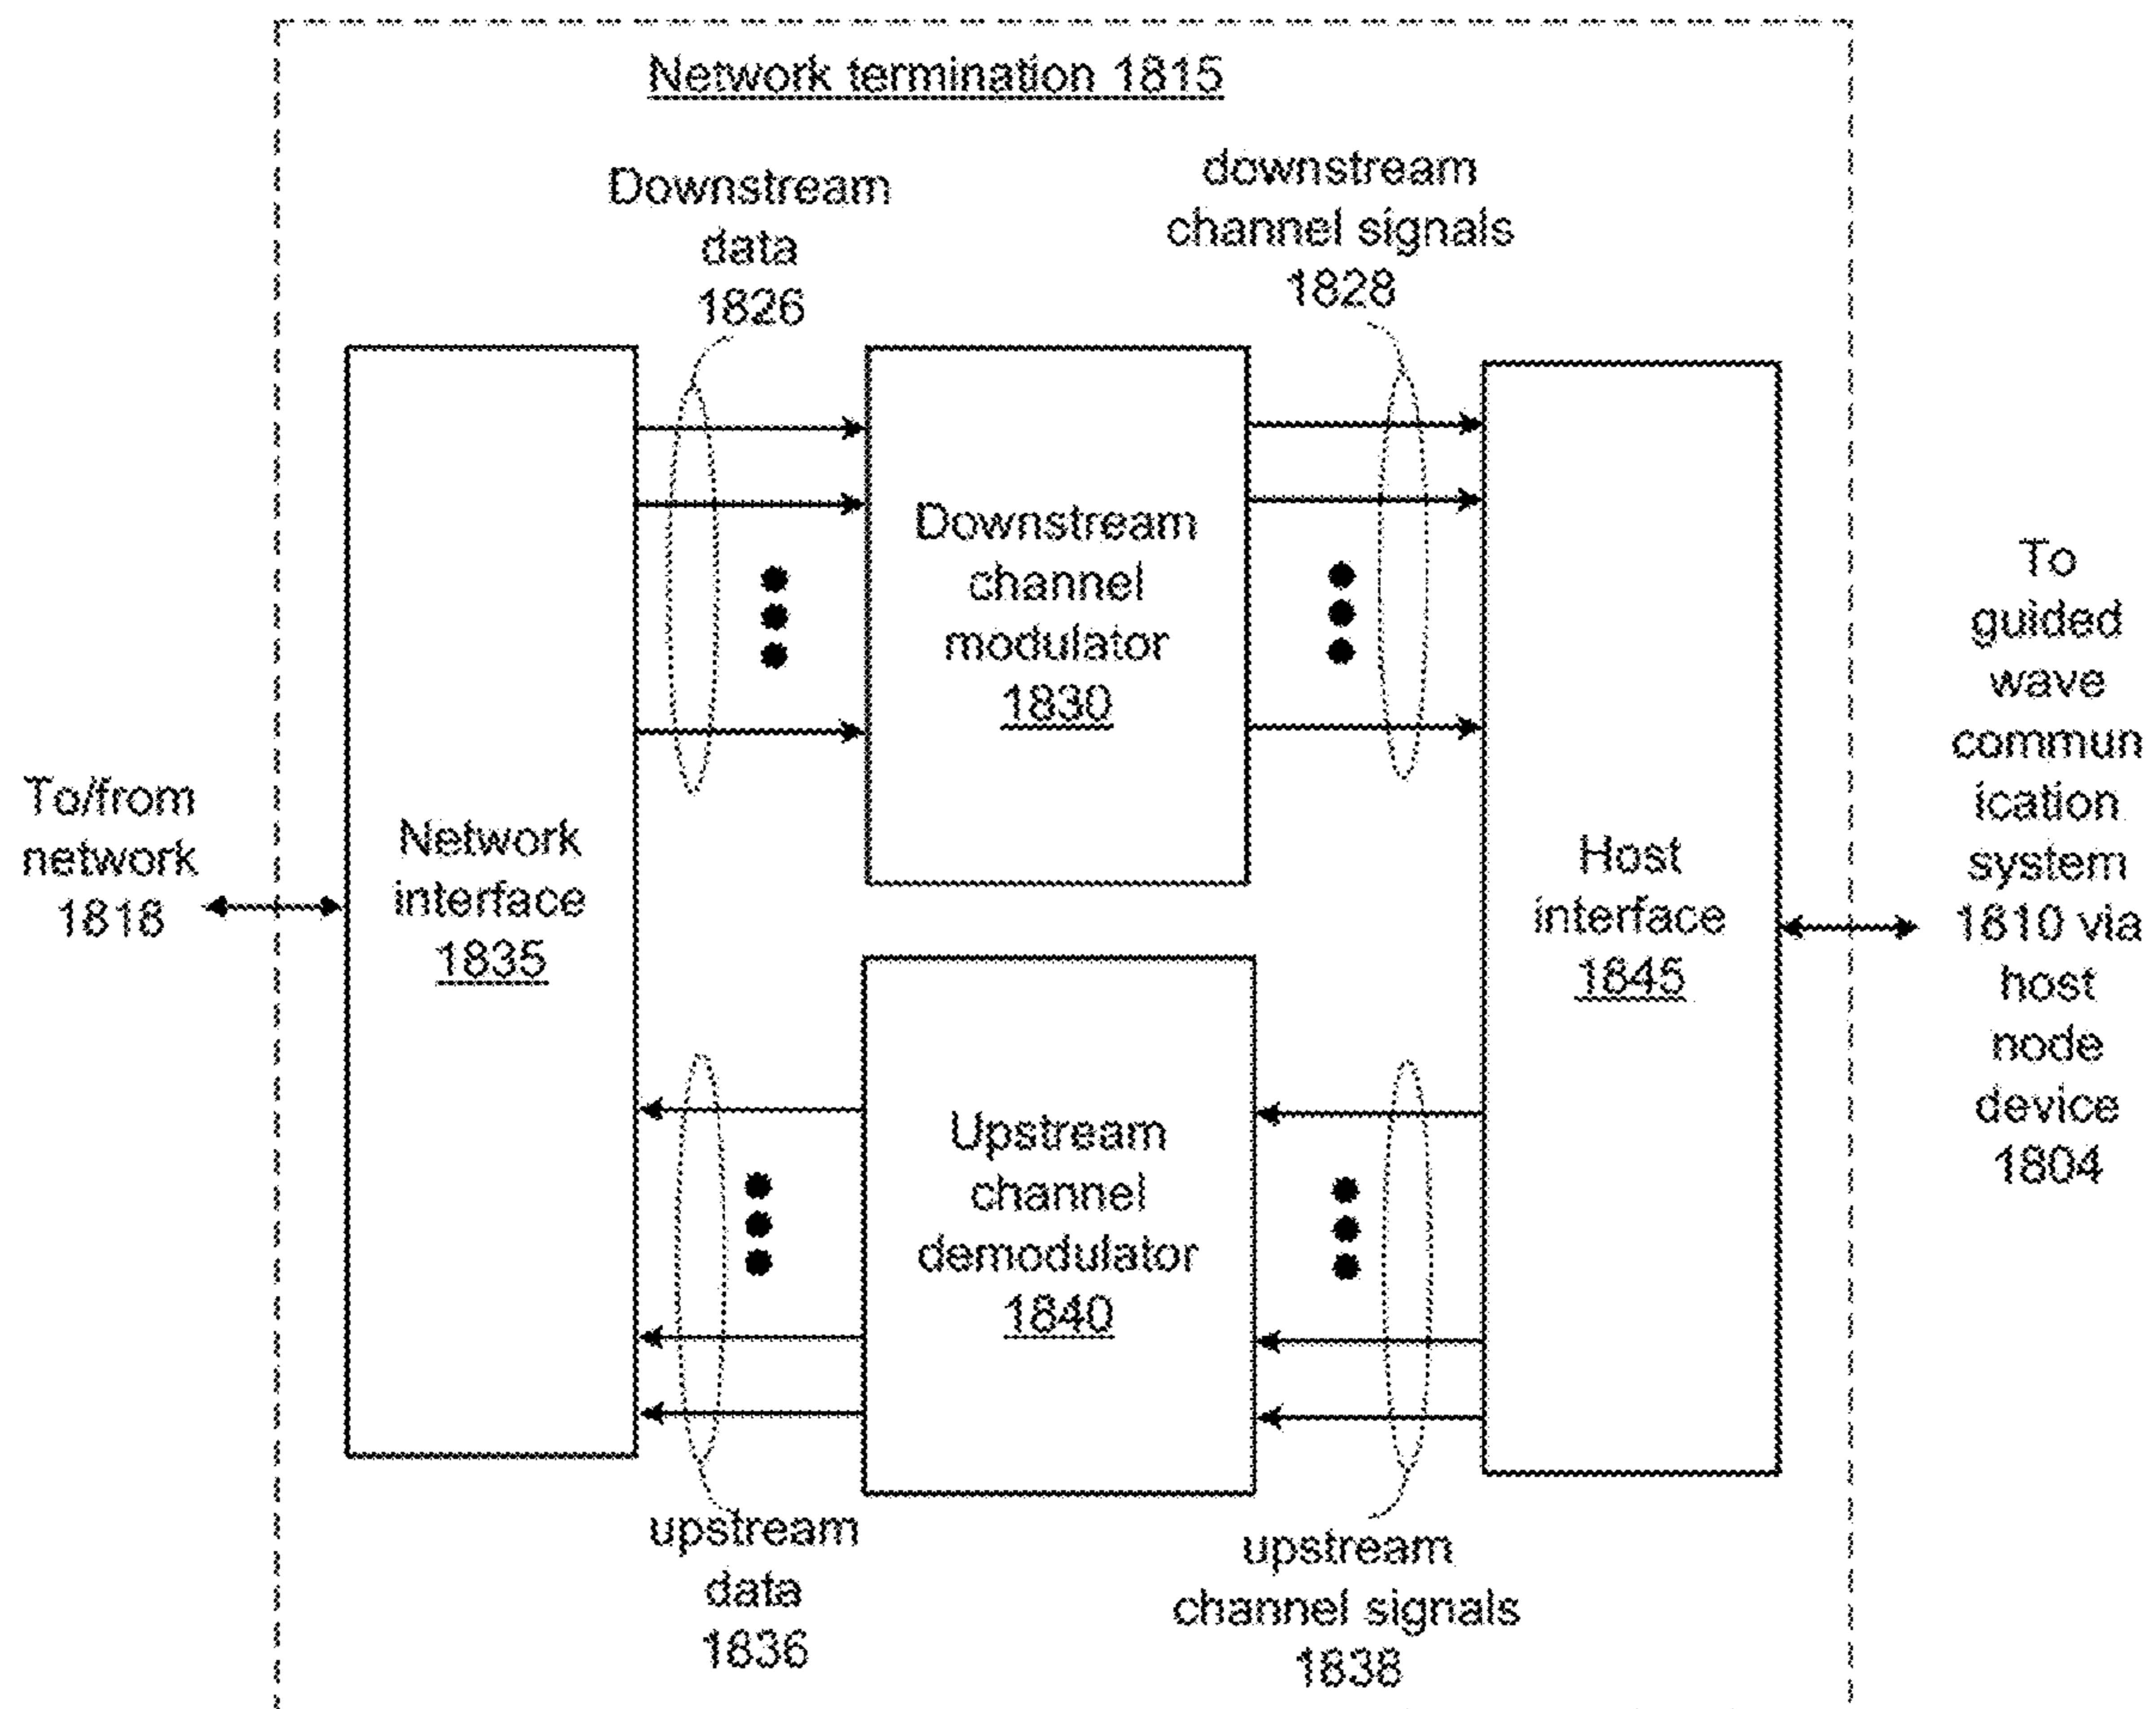 Network termination 1815
Downstream
data
1826
downstream
channel signals
1828
Downstream
channel
modulator
1830
To/from
network
1818
Network
interface
1835
Host
interface
1845
To
guided
wave
commun
ication
system
1810 via
host
node
device
1804
Upstream
channel
demodulator
1840
upstream
data
1836
upstream
channel signals
1838